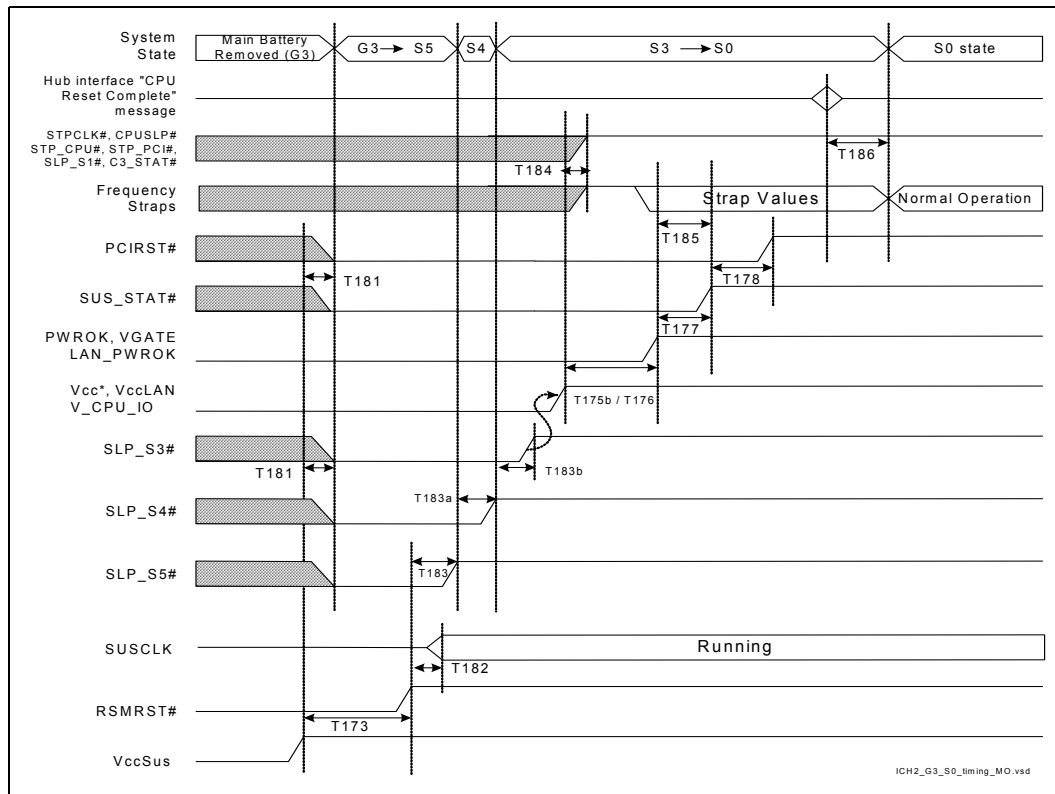 System
State
Main Battery
Removed (G3)
G3 → S5
S4
S3 → S0
S0 state
Hub interface "CPU
Reset Complete"
message
STPCLK#, CPUSLP#
STP_CPU#, STP_PCI#,
SLP_S1#, C3_STAT#
T184
T186
Frequency
Straps
Strap Values
Normal Operation
T185
PCIRST#
T181
T178
SUS_STAT#
T177
PWROK, VGATE
LAN_PWROK
Vcc*, VccLAN
V_CPU_IO
T175b / T176
SLP_S3#
T181
T183b
T183a
SLP_S4#
SLP_S5#
T183
SUSCLK
Running
T182
RSMRST#
T173
VccSus
ICH2_G3_S0_timing_MO.vsd